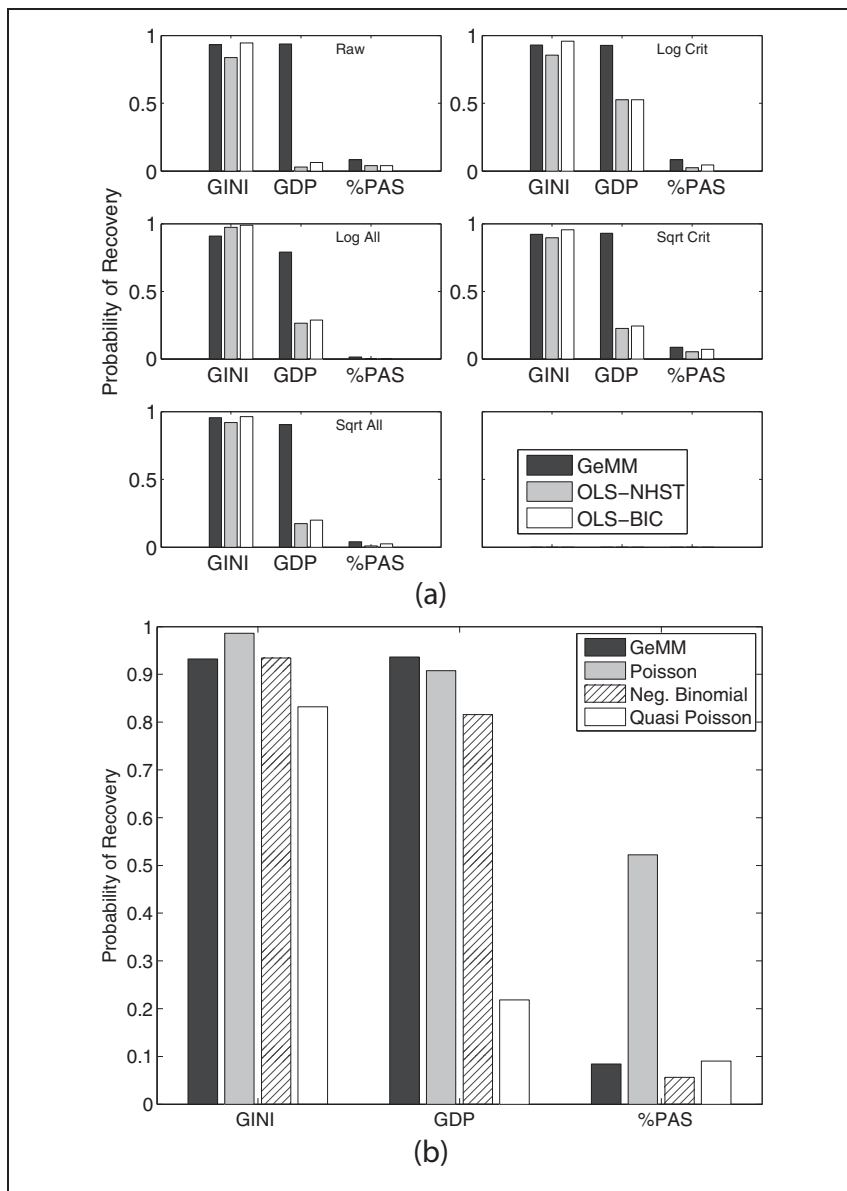 Probability of Recovery
1
0.5
0
Raw
GINI GDP %PAS
1
0.5
0
Log Crit
GINI GDP %PAS
1
0.5
0
Log All
GINI GDP %PAS
1
0.5
0
Sqrt Crit
GINI GDP %PAS
1
0.5
0
Sqrt All
GINI GDP %PAS
GeMM
OLS−NHST
OLS−BIC
(a)
Probability of Recovery
1
0.9
0.8
0.7
0.6
0.5
0.4
0.3
0.2
0.1
0
GeMM
Poisson
Neg. Binomial
Quasi Poisson
GINI GDP %PAS
(b)